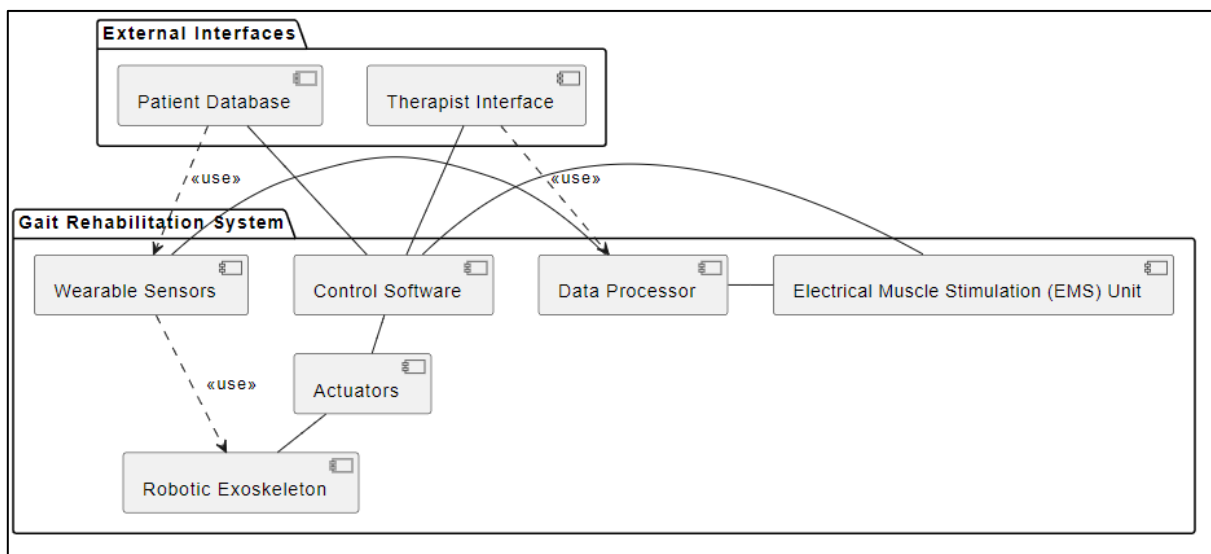 External Interfaces
Patient Database
Therapist Interface
«use»
«use»
Gait Rehabilitation System
Wearable Sensors
Control Software
Data Processor
Electrical Muscle Stimulation (EMS) Unit
«use»
Actuators
Robotic Exoskeleton